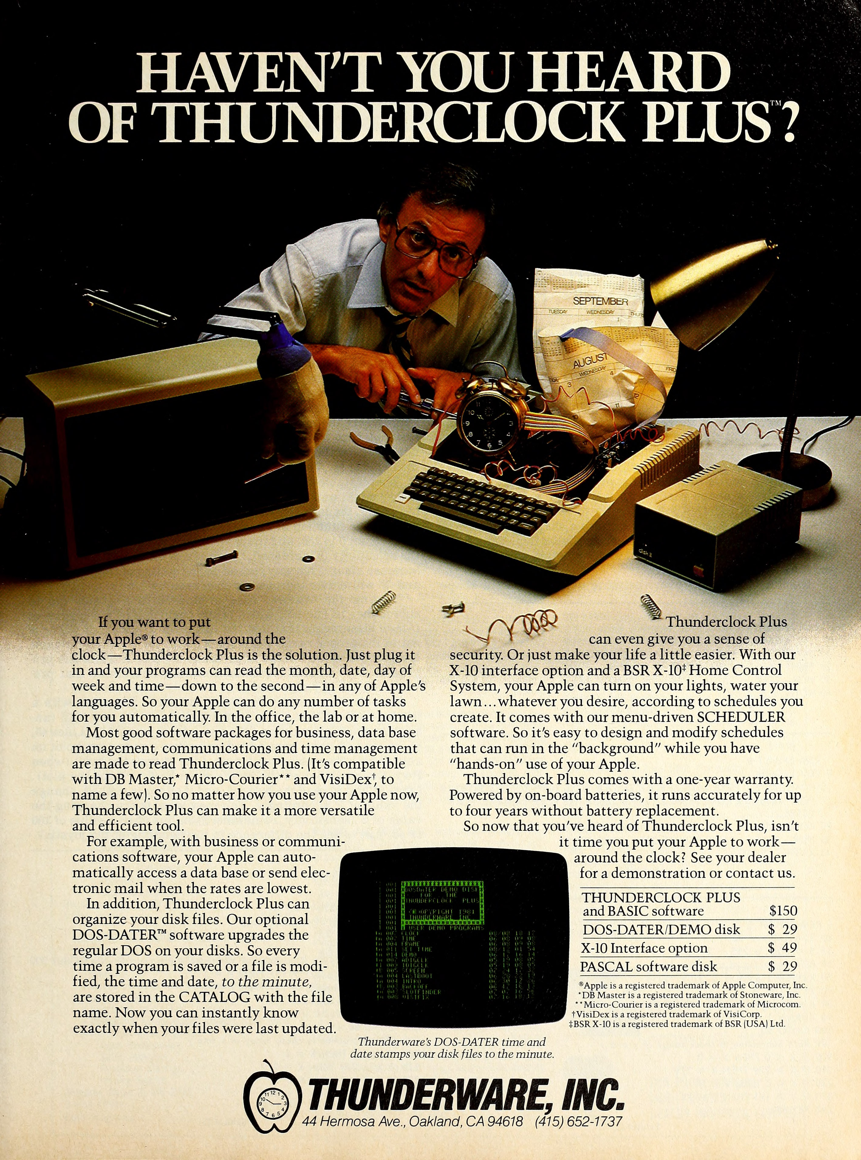 HAVEN'T YOU HEARD
OF THUNDERCLOCK PLUS™?
SEPTEMBER
TUESDAY WEDNESDAY
AUGUST
WEDNESDAY
disk II
If you want to put
your Apple® to work—around the
clock—Thunderclock Plus is the solution. Just plug it
in and your programs can read the month, date, day of
week and time—down to the second—in any of Apple's
languages. So your Apple can do any number of tasks
for you automatically. In the office, the lab or at home.
Most good software packages for business, data base
management, communications and time management
are made to read Thunderclock Plus. (It's compatible
with DB Master,* Micro-Courier** and VisiDex†, to
name a few). So no matter how you use your Apple now,
Thunderclock Plus can make it a more versatile
and efficient tool.
For example, with business or communi-
cations software, your Apple can auto-
matically access a data base or send elec-
tronic mail when the rates are lowest.
In addition, Thunderclock Plus can
organize your disk files. Our optional
DOS-DATER™ software upgrades the
regular DOS on your disks. So every
time a program is saved or a file is modi-
fied, the time and date, to the minute,
are stored in the CATALOG with the file
name. Now you can instantly know
exactly when your files were last updated.
Thunderclock Plus
can even give you a sense of
security. Or just make your life a little easier. With our
X-10 interface option and a BSR X-10‡ Home Control
System, your Apple can turn on your lights, water your
lawn...whatever you desire, according to schedules you
create. It comes with our menu-driven SCHEDULER
software. So it's easy to design and modify schedules
that can run in the "background" while you have
"hands-on" use of your Apple.
Thunderclock Plus comes with a one-year warranty.
Powered by on-board batteries, it runs accurately for up
to four years without battery replacement.
So now that you've heard of Thunderclock Plus, isn't
it time you put your Apple to work—
around the clock? See your dealer
for a demonstration or contact us.
THUNDERCLOCK PLUS
and BASIC software $150
DOS-DATER/DEMO disk $ 29
X-10 Interface option $ 49
PASCAL software disk $ 29
®Apple is a registered trademark of Apple Computer, Inc.
*DB Master is a registered trademark of Stoneware, Inc.
**Micro-Courier is a registered trademark of Microcom.
†VisiDex is a registered trademark of VisiCorp.
‡BSR X-10 is a registered trademark of BSR (USA) Ltd.
DOSDATER DEMO DISK
FOR THE
THUNDERCLOCK PLUS
COPYRIGHT 1981
THUNDERWARE INC.
USER DEMO PROGRAMS
Thunderware's DOS-DATER time and
date stamps your disk files to the minute.
THUNDERWARE, INC.
44 Hermosa Ave., Oakland, CA 94618 (415) 652-1737